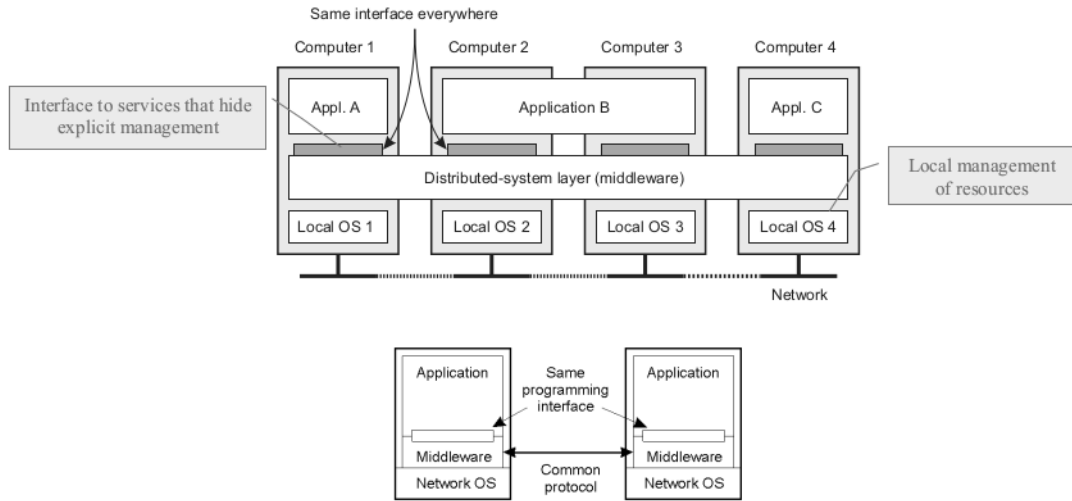 Same interface everywhere
Computer 1
Computer 2
Computer 3
Computer 4
Interface to services that hide
explicit management
Appl. A
Application B
Appl. C
Distributed-system layer (middleware)
Local management
of resources
Local OS 1
Local OS 2
Local OS 3
Local OS 4
Network
Application
Same
programming
interface
Application
Middleware
Middleware
Network OS
Common
protocol
Network OS